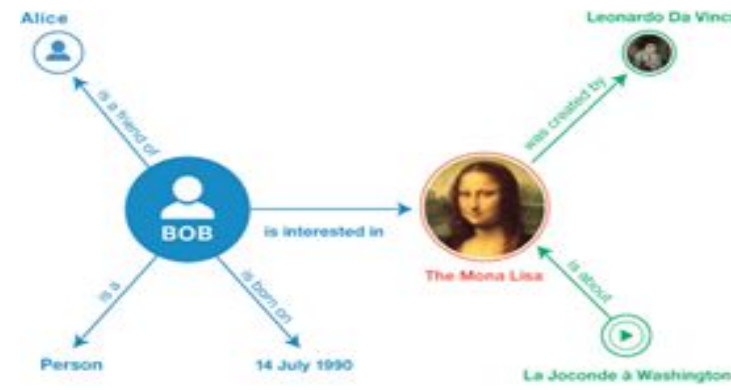 Alice
Leonardo Da Vinc
is a friend of
was created by
BOB
is interested in
The Mona Lisa
is a
is born on
is about
Person
14 July 1990
La Joconde à Washington